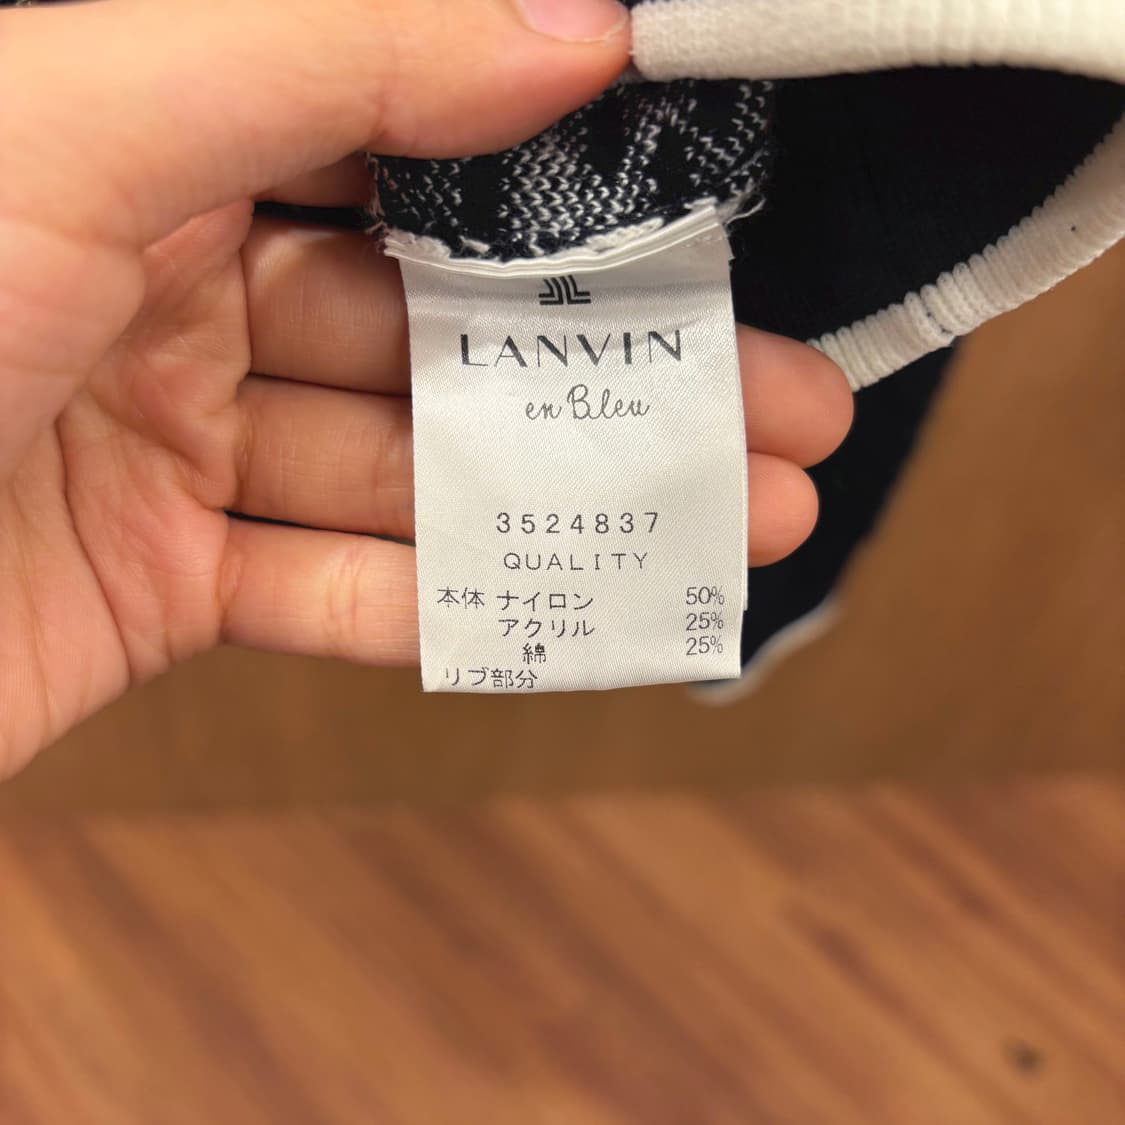 LANVIN
en Bleu
3524837
QUALITY
本体 ナイロン 50%
アクリル 25%
綿 25%
リブ部分